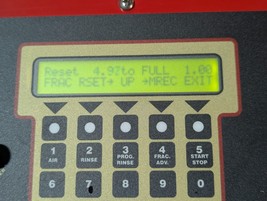 Reset 4.97to FULL 1.00
FRAC RSET→ UP →MREC EXIT
1 2 3 4 5
AIR RINSE PROG. RINSE FRAC. ADV. START STOP
6 7 8 9 0